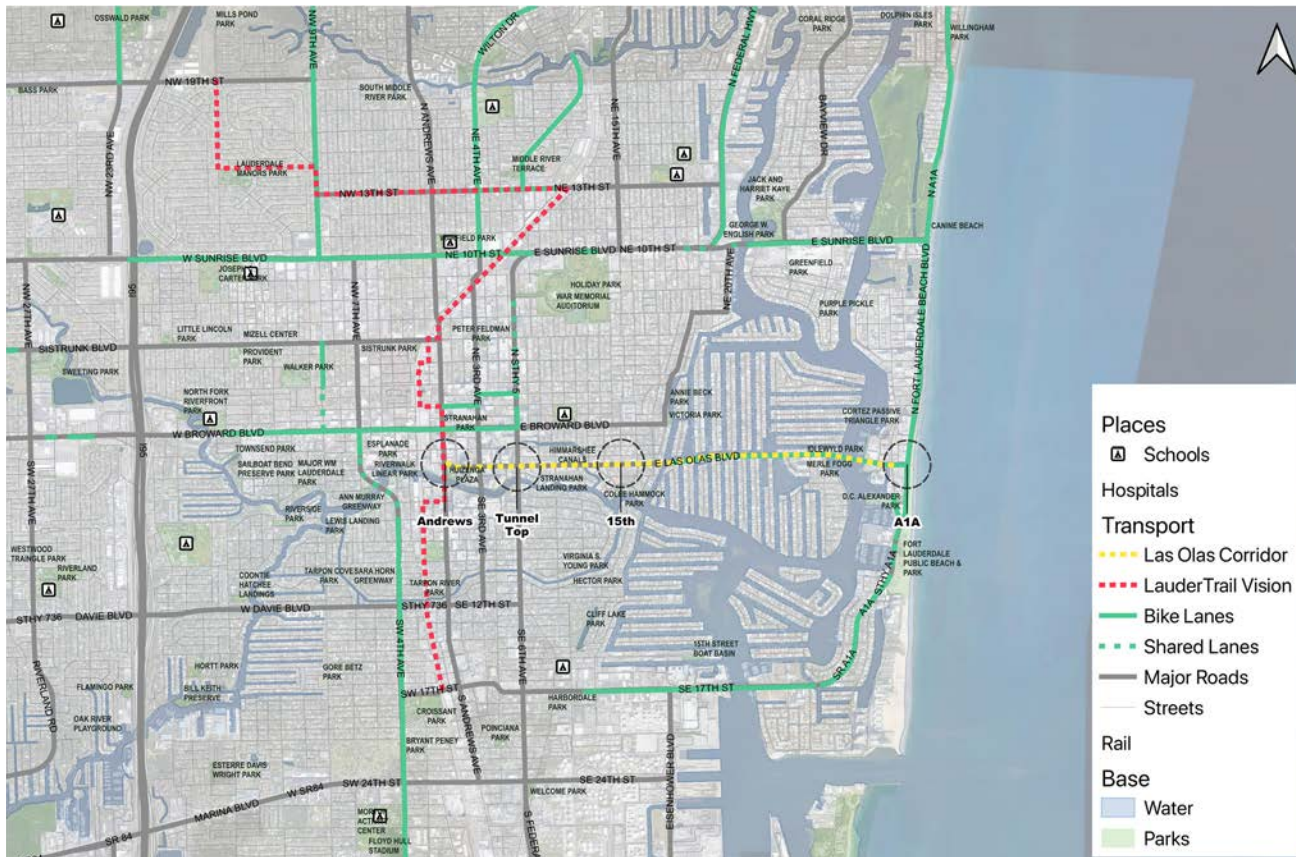 OSSWALD PARK
MILLS POND
PARK
NW 9TH AVE
WILTON DR
N FEDERAL HWY
CORAL RIDGE
PARK
DOLPHIN ISLES
PARK
WILLINGHAM
PARK
NW 19TH ST
BASS PARK
SOUTH MIDDLE
RIVER PARK
NW 23RD AVE
N ANDREWS AVE
NE 4TH AVE
NE 15TH AVE
BAYVIEW DR
N A1A
LAUDERDALE
MANORS PARK
MIDDLE RIVER
TERRACE
NW 13TH ST
NE 13TH ST
JACK AND
HARRIET KAYE
PARK
GEORGE W.
ENGLISH PARK
CANINE BEACH
W SUNRISE BLVD
NE 10TH ST
E SUNRISE BLVD
NE 10TH ST
E SUNRISE BLVD
JOSEPH
CARTER PARK
HOLIDAY PARK
WAR MEMORIAL
AUDITORIUM
NE 20TH AVE
GREENFIELD
PARK
PURPLE PICKLE
PARK
N FORT LAUDERDALE BEACH BLVD
NW 27TH AVE
I95
NW 7TH AVE
LITTLE LINCOLN
PARK
MIZELL CENTER
PETER FELDMAN
PARK
SISTRUNK BLVD
PROVIDENT
PARK
SISTRUNK PARK
WALKER PARK
NE 3RD AVE
N STHY 5
SWEETING PARK
NORTH FORK
RIVERFRONT
PARK
ANNIE BECK
PARK
VICTORIA PARK
CORTEZ PASSIVE
TRIANGLE PARK
STRANAHAN
PARK
W BROWARD BLVD
E BROWARD BLVD
I95
TOWNSEND PARK
ESPLANADE
PARK
HIMMARSHEE
CANALS
IDLEWYLD PARK
SAILBOAT BEND
PRESERVE PARK
MAJOR WM
LAUDERDALE
PARK
RIVERWALK
LINEAR PARK
HUIZENGA
PLAZA
E LAS OLAS BLVD
MERLE FOGG
PARK
STRANAHAN
LANDING PARK
SW 27TH AVE
ANN MURRAY
GREENWAY
COLEE HAMMOCK
PARK
D.C. ALEXANDER
PARK
RIVERSIDE
PARK
LEWIS LANDING
PARK
Andrews
SE 3RD AVE
Tunnel
Top
15th
A1A
WESTWOOD
TRAINGLE PARK
RIVERLAND
PARK
VIRGINIA S.
YOUNG PARK
FORT
LAUDERDALE
PUBLIC BEACH &
PARK
COONTIE
HATCHEE
LANDINGS
TARPON COVE
PARK
SARA HORN
GREENWAY
TARPON RIVER
PARK
HECTOR PARK
A1A STHY A1A
STHY 736
DAVIE BLVD
W DAVIE BLVD
STHY 736
SE 12TH ST
CLIFF LAKE
PARK
15TH STREET
BOAT BASIN
SW 4TH AVE
SE 6TH AVE
SR A1A
RIVERLAND RD
HORTT PARK
GORE BETZ
PARK
FLAMINGO PARK
BILL KEITH
PRESERVE
SW 17TH ST
SE 17TH ST
HARBORDALE
PARK
CROISSANT
PARK
S ANDREWS AVE
POINCIANA
PARK
OAK RIVER
PLAYGROUND
BRYANT PENEY
PARK
EISENHOWER BLVD
ESTERRE DAVIS
WRIGHT PARK
SW 24TH ST
SE 24TH ST
W SR84
MARINA BLVD
SR 84
WELCOME PARK
FLOYD HULL
STADIUM
Places
Schools
Hospitals
Transport
Las Olas Corridor
LauderTrail Vision
Bike Lanes
Shared Lanes
Major Roads
Streets
Rail
Base
Water
Parks